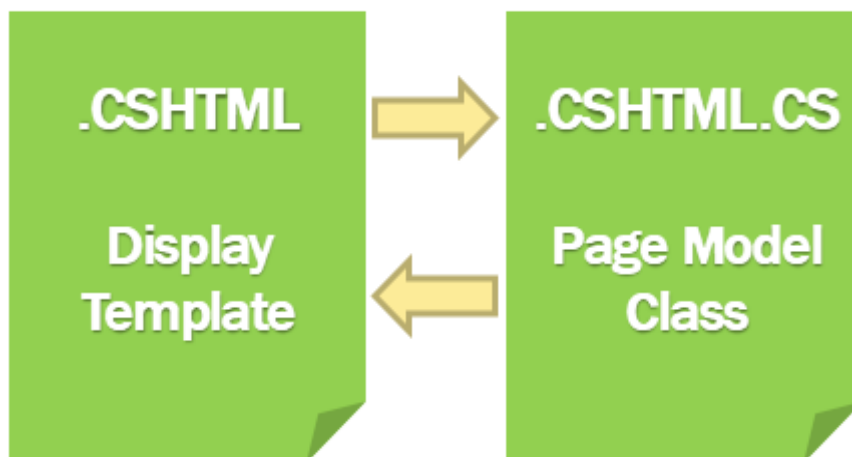 .CSHTML
Display
Template
.CSHTML.CS
Page Model
Class